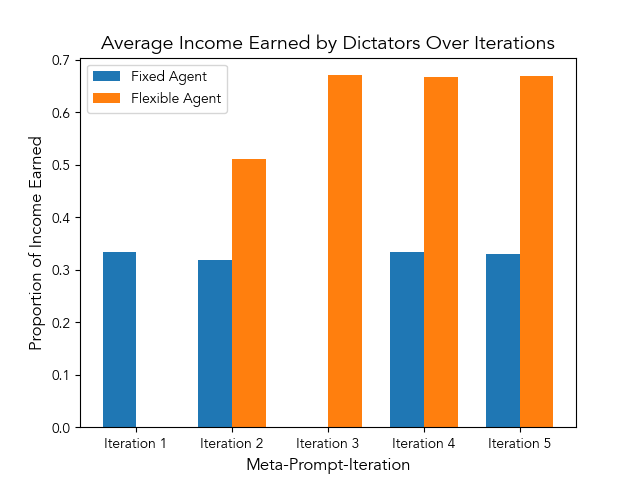 Average Income Earned by Dictators Over Iterations
Fixed Agent
Flexible Agent
Proportion of Income Earned
0.7
0.6
0.5
0.4
0.3
0.2
0.1
0.0
Iteration 1
Iteration 2
Iteration 3
Iteration 4
Iteration 5
Meta-Prompt-Iteration